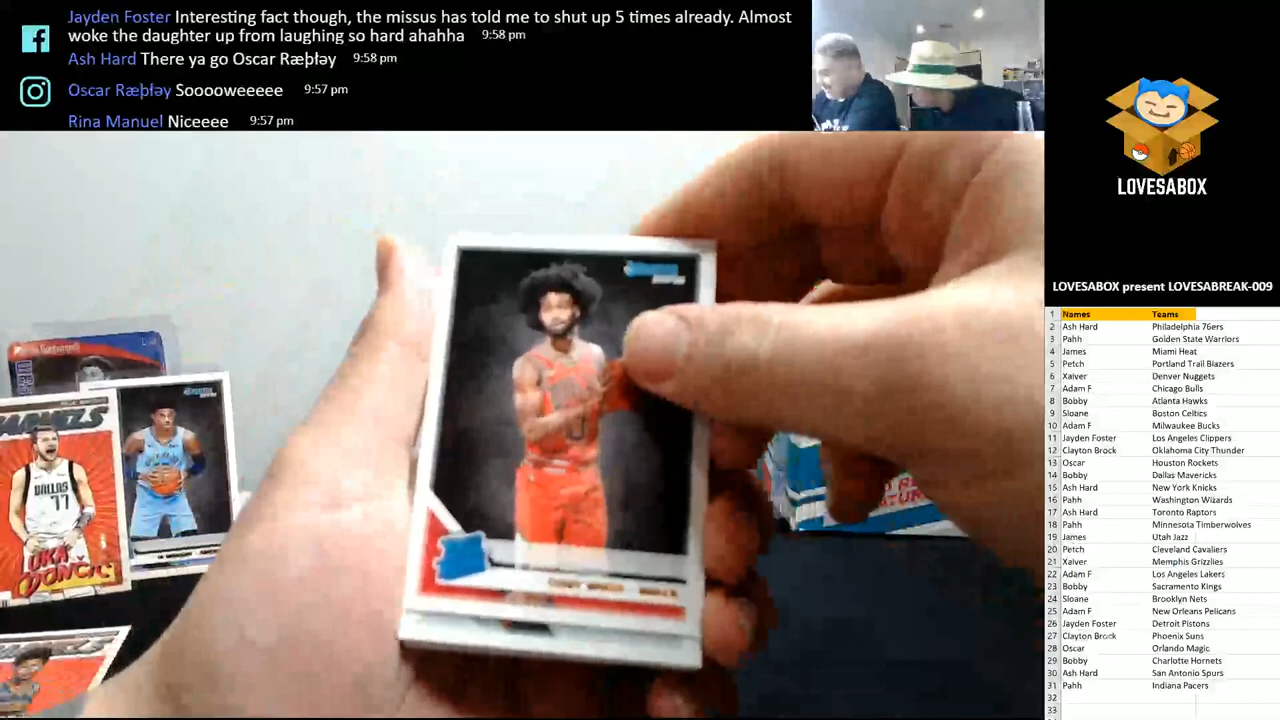 Jayden Foster Interesting fact though, the missus has told me to shut up 5 times already. Almost
woke the daughter up from laughing so hard ahahha 9:58 pm
Ash Hard There ya go Oscar Ræþłəy 9:58 pm
Oscar Ræþłəy Sooooweeeee 9:57 pm
Rina Manuel Niceeee 9:57 pm
LOVESABOX
LOVESABOX present LOVESABREAK-009
1 Names Teams
2 Ash Hard Philadelphia 76ers
3 Pahh Golden State Warriors
4 James Miami Heat
5 Petch Portland Trail Blazers
6 Xaiver Denver Nuggets
7 Adam F Chicago Bulls
8 Bobby Atlanta Hawks
9 Sloane Boston Celtics
10 Adam F Milwaukee Bucks
11 Jayden Foster Los Angeles Clippers
12 Clayton Brock Oklahoma City Thunder
13 Oscar Houston Rockets
14 Bobby Dallas Mavericks
15 Ash Hard New York Knicks
16 Pahh Washington Wizards
17 Ash Hard Toronto Raptors
18 Pahh Minnesota Timberwolves
19 James Utah Jazz
20 Petch Cleveland Cavaliers
21 Xaiver Memphis Grizzlies
22 Adam F Los Angeles Lakers
23 Bobby Sacramento Kings
24 Sloane Brooklyn Nets
25 Adam F New Orleans Pelicans
26 Jayden Foster Detroit Pistons
27 Clayton Brock Phoenix Suns
28 Oscar Orlando Magic
29 Bobby Charlotte Hornets
30 Ash Hard San Antonio Spurs
31 Pahh Indiana Pacers
32
33
DALLAS
77